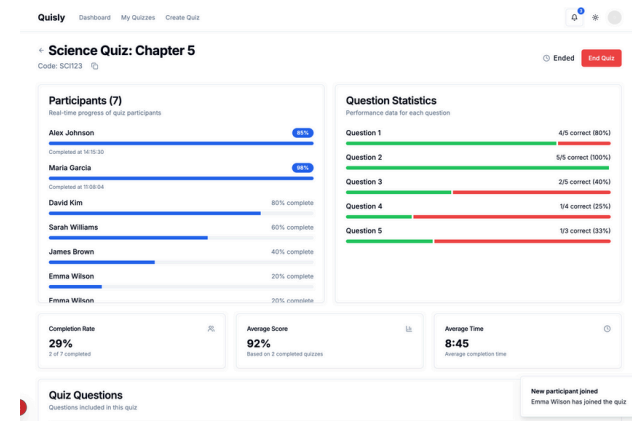 Quisly
Dashboard
My Quizzes
Create Quiz
3
← Science Quiz: Chapter 5
Code: SCI123
Ended
End Quiz
Participants (7)
Real-time progress of quiz participants
Alex Johnson
85%
Completed at 14:15:30
Maria Garcia
98%
Completed at 11:08:04
David Kim
80% complete
Sarah Williams
60% complete
James Brown
40% complete
Emma Wilson
20% complete
Emma Wilson
20% complete
Question Statistics
Performance data for each question
Question 1
4/5 correct (80%)
Question 2
5/5 correct (100%)
Question 3
2/5 correct (40%)
Question 4
1/4 correct (25%)
Question 5
1/3 correct (33%)
Completion Rate
29%
2 of 7 completed
Average Score
92%
Based on 2 completed quizzes
Average Time
8:45
Average completion time
Quiz Questions
Questions included in this quiz
New participant joined
Emma Wilson has joined the quiz